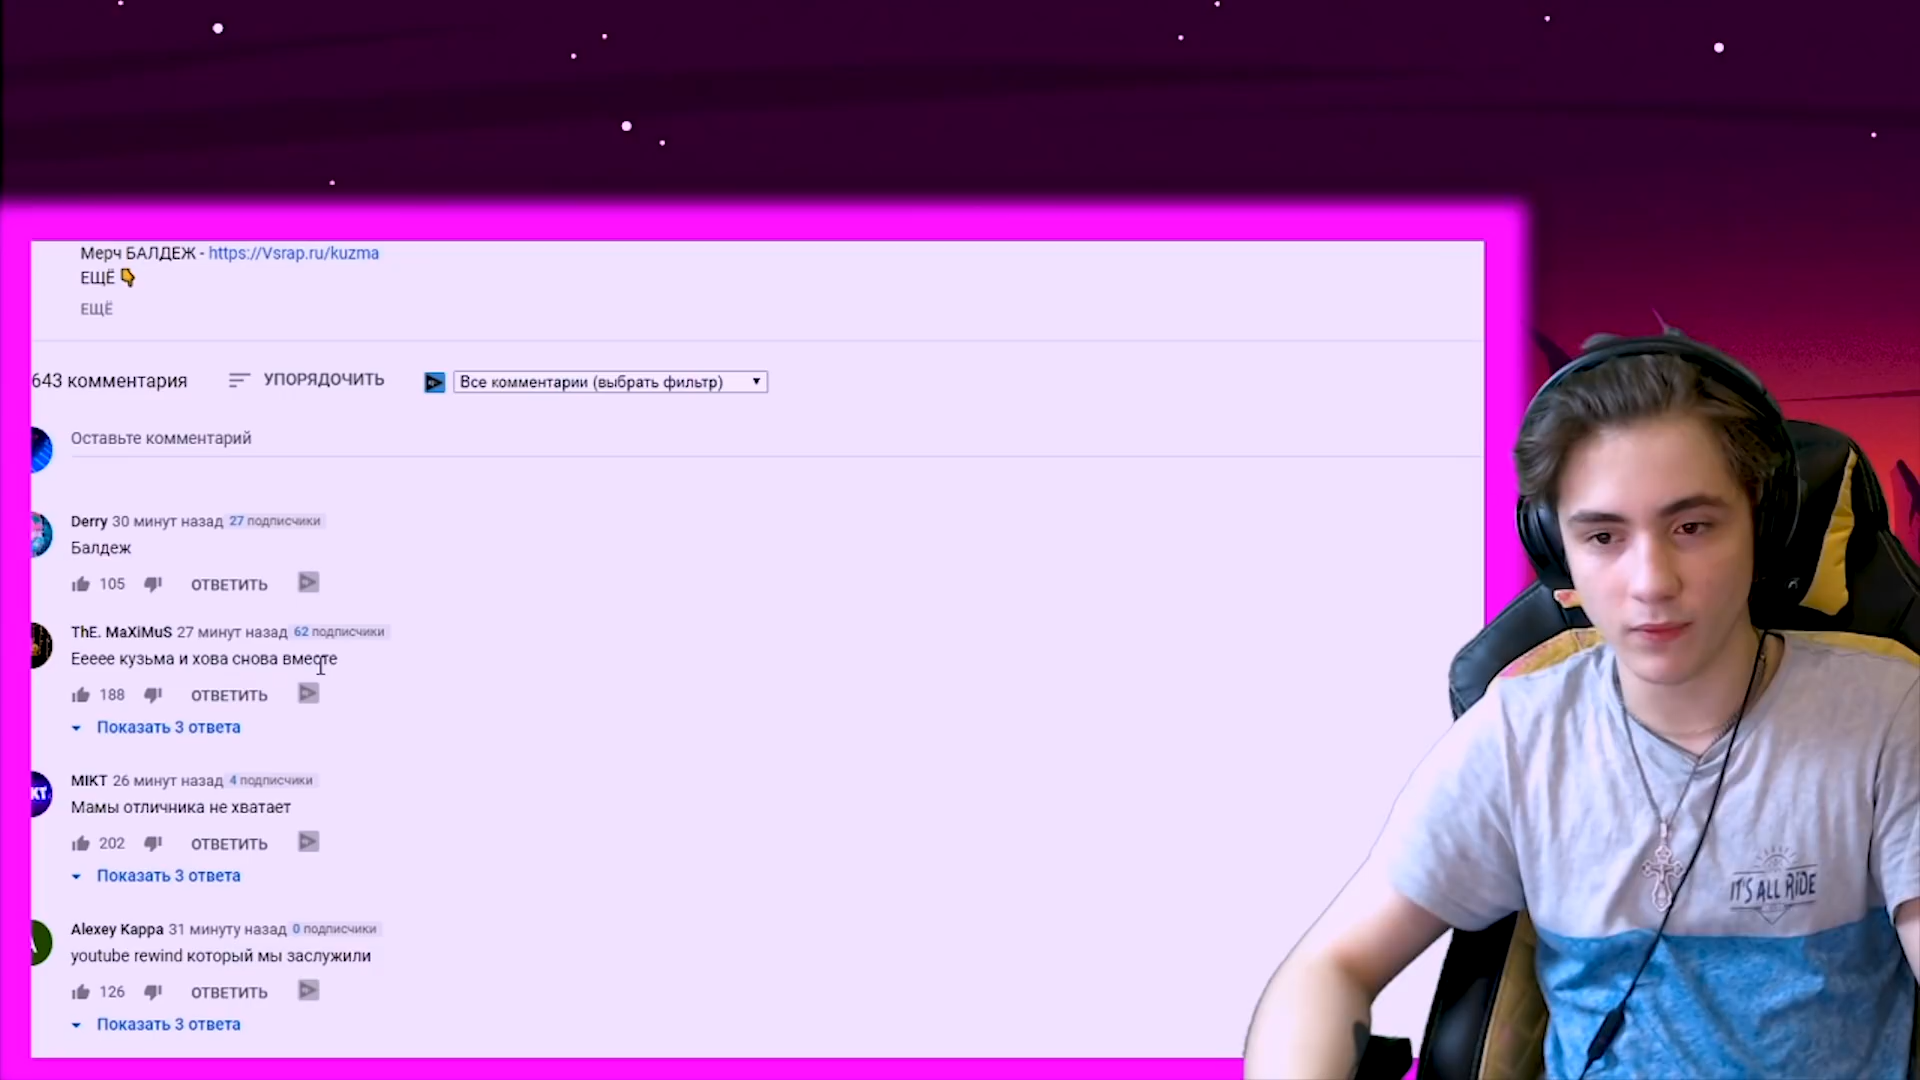 Мерч БАЛДЕЖ - https://Vsrap.ru/kuzma
ЕЩЁ
ЕЩЁ
643 комментария
УПОРЯДОЧИТЬ
Все комментарии (выбрать фильтр)
Оставьте комментарий
Derry 30 минут назад 27 подписчики
Балдеж
105 ОТВЕТИТЬ
ThE. MaXiMuS 27 минут назад 62 подписчики
Еееее кузьма и хова снова вместе
188 ОТВЕТИТЬ
Показать 3 ответа
MIKT 26 минут назад 4 подписчики
Мамы отличника не хватает
202 ОТВЕТИТЬ
Показать 3 ответа
Alexey Kappa 31 минуту назад 0 подписчики
youtube rewind который мы заслужили
126 ОТВЕТИТЬ
Показать 3 ответа
IT'S ALL RIDE